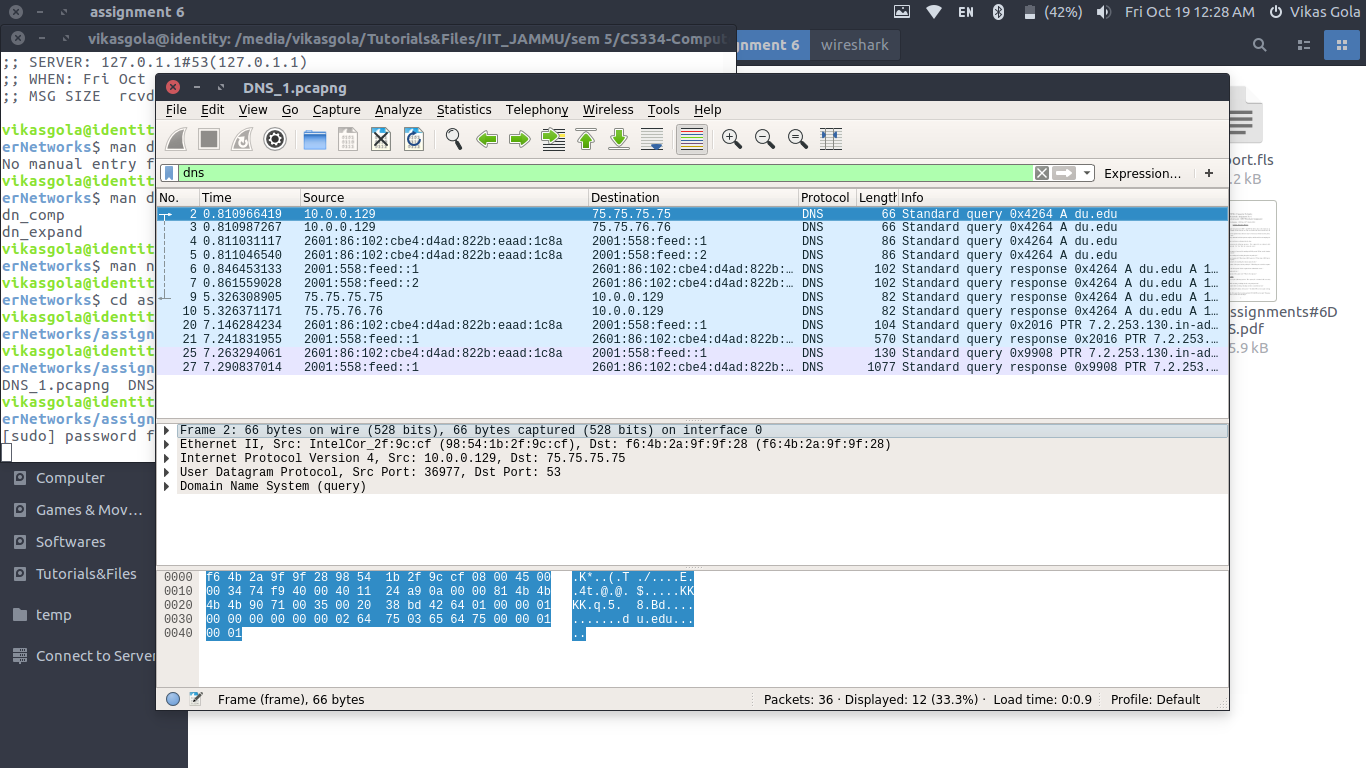 assignment 6
EN
(42%)
Fri Oct 19 12:28 AM
Vikas Gola
vikasgola@identity: /media/vikasgola/Tutorials&Files/IIT_JAMMU/sem 5/CS334-Comput
nment 6
wireshark
;; SERVER: 127.0.1.1#53(127.0.1.1)
;; WHEN: Fri Oct
;; MSG SIZE rcvd
vikasgola@identit
erNetworks$ man d
No manual entry f
vikasgola@identit
erNetworks$ man d
dn_comp
dn_expand
vikasgola@identit
erNetworks$ man n
vikasgola@identit
erNetworks$ cd as
vikasgola@identit
erNetworks/assign
vikasgola@identit
erNetworks/assign
DNS_1.pcapng DNS
vikasgola@identit
erNetworks/assign
[sudo] password f
Computer
Games & Mov...
Softwares
Tutorials&Files
temp
Connect to Server
DNS_1.pcapng
File Edit View Go Capture Analyze Statistics Telephony Wireless Tools Help
dns
Expression... +
No. Time Source Destination Protocol Length Info
2 0.810966419 10.0.0.129 75.75.75.75 DNS 66 Standard query 0x4264 A du.edu
3 0.810987267 10.0.0.129 75.75.76.76 DNS 66 Standard query 0x4264 A du.edu
4 0.811031117 2601:86:102:cbe4:d4ad:822b:eaad:1c8a 2001:558:feed::1 DNS 86 Standard query 0x4264 A du.edu
5 0.811046540 2601:86:102:cbe4:d4ad:822b:eaad:1c8a 2001:558:feed::2 DNS 86 Standard query 0x4264 A du.edu
6 0.846453133 2001:558:feed::1 2601:86:102:cbe4:d4ad:822b:... DNS 102 Standard query response 0x4264 A du.edu A 1...
7 0.861559028 2001:558:feed::2 2601:86:102:cbe4:d4ad:822b:... DNS 102 Standard query response 0x4264 A du.edu A 1...
9 5.326308905 75.75.75.75 10.0.0.129 DNS 82 Standard query response 0x4264 A du.edu A 1...
10 5.326371171 75.75.76.76 10.0.0.129 DNS 82 Standard query response 0x4264 A du.edu A 1...
20 7.146284234 2601:86:102:cbe4:d4ad:822b:eaad:1c8a 2001:558:feed::1 DNS 104 Standard query 0x2016 PTR 7.2.253.130.in-ad...
21 7.241831955 2001:558:feed::1 2601:86:102:cbe4:d4ad:822b:... DNS 570 Standard query response 0x2016 PTR 7.2.253....
25 7.263294061 2601:86:102:cbe4:d4ad:822b:eaad:1c8a 2001:558:feed::1 DNS 130 Standard query 0x9908 PTR 7.2.253.130.in-ad...
27 7.290837014 2001:558:feed::1 2601:86:102:cbe4:d4ad:822b:... DNS 1077 Standard query response 0x9908 PTR 7.2.253....
Frame 2: 66 bytes on wire (528 bits), 66 bytes captured (528 bits) on interface 0
Ethernet II, Src: IntelCor_2f:9c:cf (98:54:1b:2f:9c:cf), Dst: f6:4b:2a:9f:9f:28 (f6:4b:2a:9f:9f:28)
Internet Protocol Version 4, Src: 10.0.0.129, Dst: 75.75.75.75
User Datagram Protocol, Src Port: 36977, Dst Port: 53
Domain Name System (query)
0000 f6 4b 2a 9f 9f 28 98 54 1b 2f 9c cf 08 00 45 00 .K*..(.T ./....E.
0010 00 34 74 f9 40 00 40 11 24 a9 0a 00 00 81 4b 4b .4t.@.@. $.....KK
0020 4b 4b 90 71 00 35 00 20 38 bd 42 64 01 00 00 01 KK.q.5. 8.Bd....
0030 00 00 00 00 00 00 02 64 75 03 65 64 75 00 00 01 .......d u.edu...
0040 00 01 ..
Frame (frame), 66 bytes
Packets: 36 · Displayed: 12 (33.3%) · Load time: 0:0.9
Profile: Default
ort.fls
.2 kB
ssignments#6D
S.pdf
5.9 kB